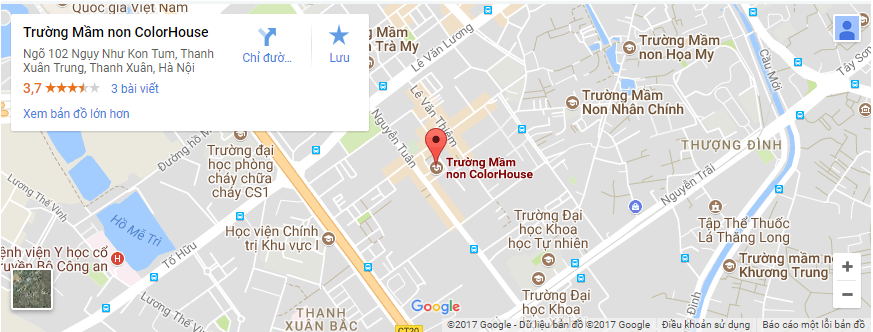 Quốc gia Việt Nam
Trường Mầm non ColorHouse
Ngõ 102 Ngụy Như Kon Tum, Thanh
Xuân Trung, Thanh Xuân, Hà Nội
3,7
3 bài viết
Xem bản đồ lớn hơn
Chỉ đườ...
Lưu
Trà My
Lê Văn Lương
Trường Mầm
non Họa My
Cầu Mới
Tây Sơn
Lê Văn Thiêm
Trường Mầm
Non Nhân Chính
Nguyễn Tuân
Trường đại
học phòng
cháy chữa
cháy CS1
Trường Mầm
non ColorHouse
THƯỢNG ĐÌNH
Nguyễn Trãi
Lương Thế Vinh
Hồ Mễ Trì
Tố Hữu
Học viện Chính
trị Khu vực I
Trường Đại
học Khoa
học Tự nhiên
Tập Thể Thuốc
Lá Thăng Long
ệnh viện Y học cổ
ruyền Bộ Công an
Trường mầm non
Khương Trung
Lương Thế Vinh
THANH
XUÂN BẮC
CT20
Trường Đại
học Khoa
Đình
Google
©2017 Google - Dữ liệu bản đồ ©2017 Google
Điều khoản sử dụng
Báo cáo một lỗi bản đồ